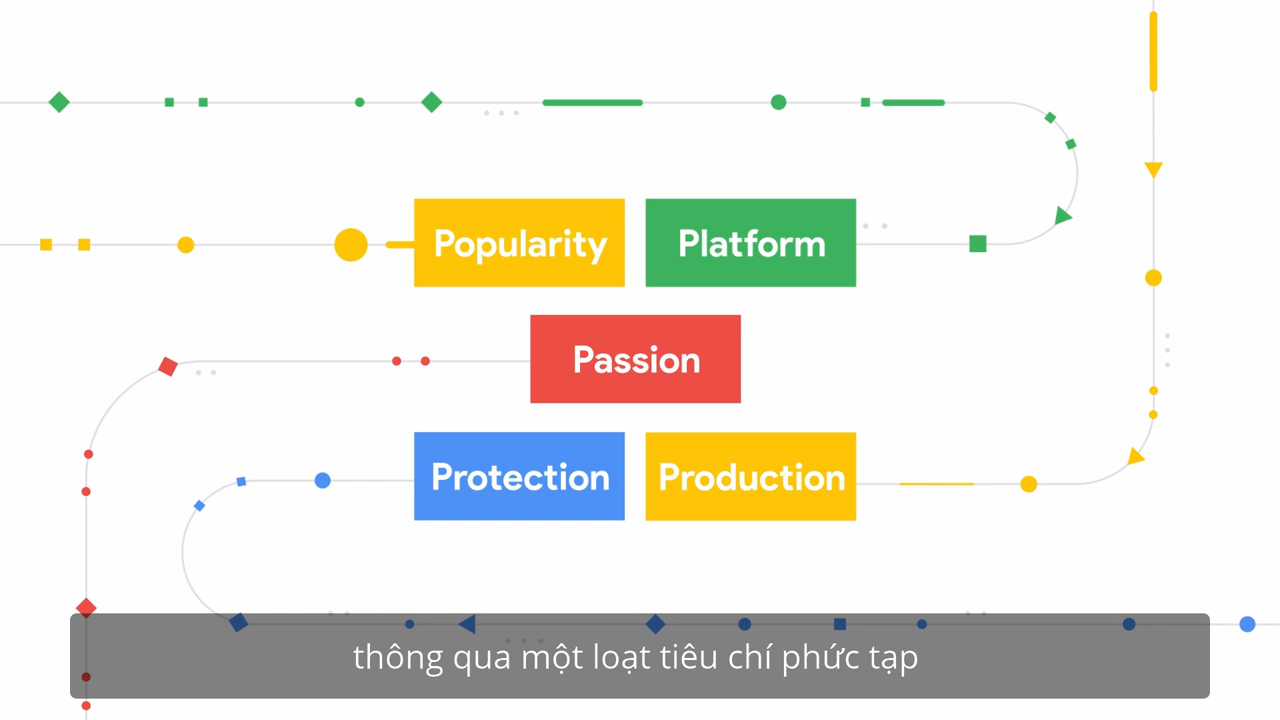 Popularity
Platform
Passion
Protection
Production
thông qua một loạt tiêu chí phức tạp